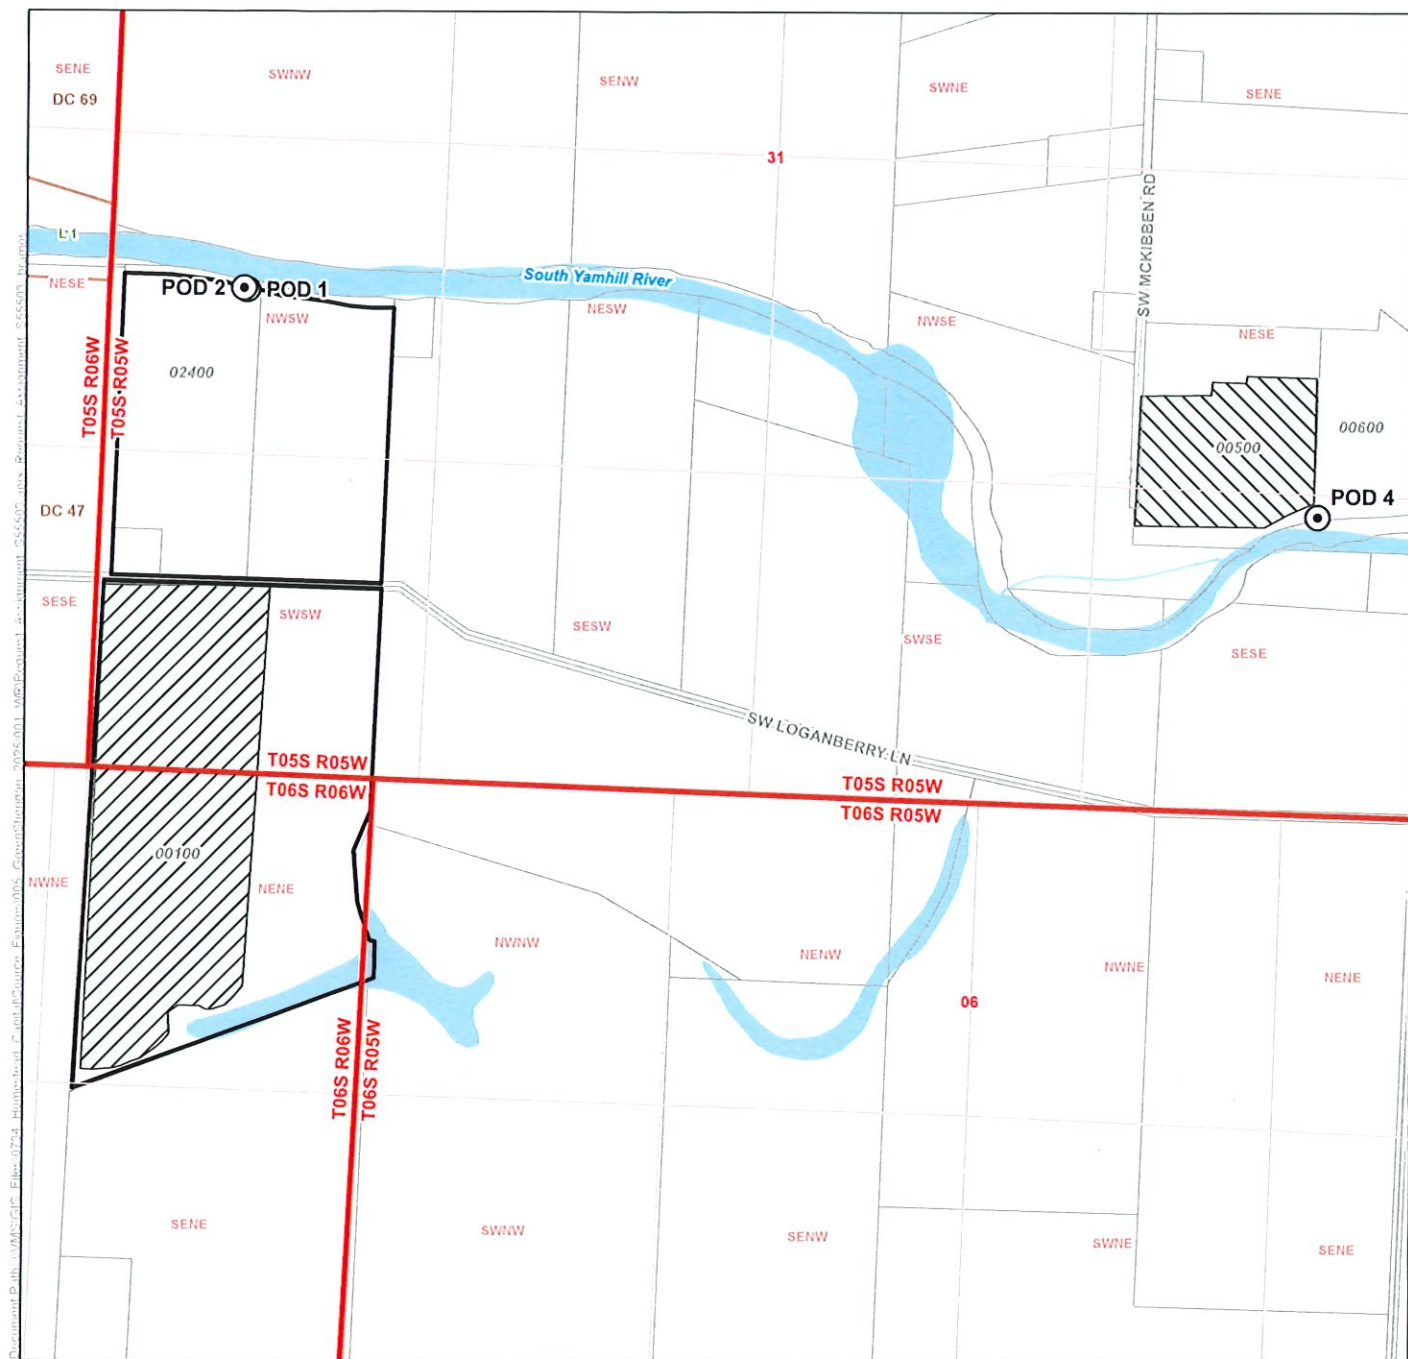 SENE
SWNW
SENW
SWNE
SENE
DC 69
31
SW MCKIBBEN RD
L 1
South Yamhill River
NESE
POD 2
POD 1
NWSW
NESW
NWSE
NESE
02400
T05S R06W
T05S R05W
00500
00600
POD 4
DC 47
SESE
SWSW
SESW
SWSE
SESE
SW LOGANBERRY LN
T05S R05W
T06S R06W
T05S R05W
T06S R05W
00100
NWNE
NENE
NWNW
NENW
NWNE
NENE
06
T06S R06W
T06S R05W
SENE
SWNW
SENW
SWNE
SENE